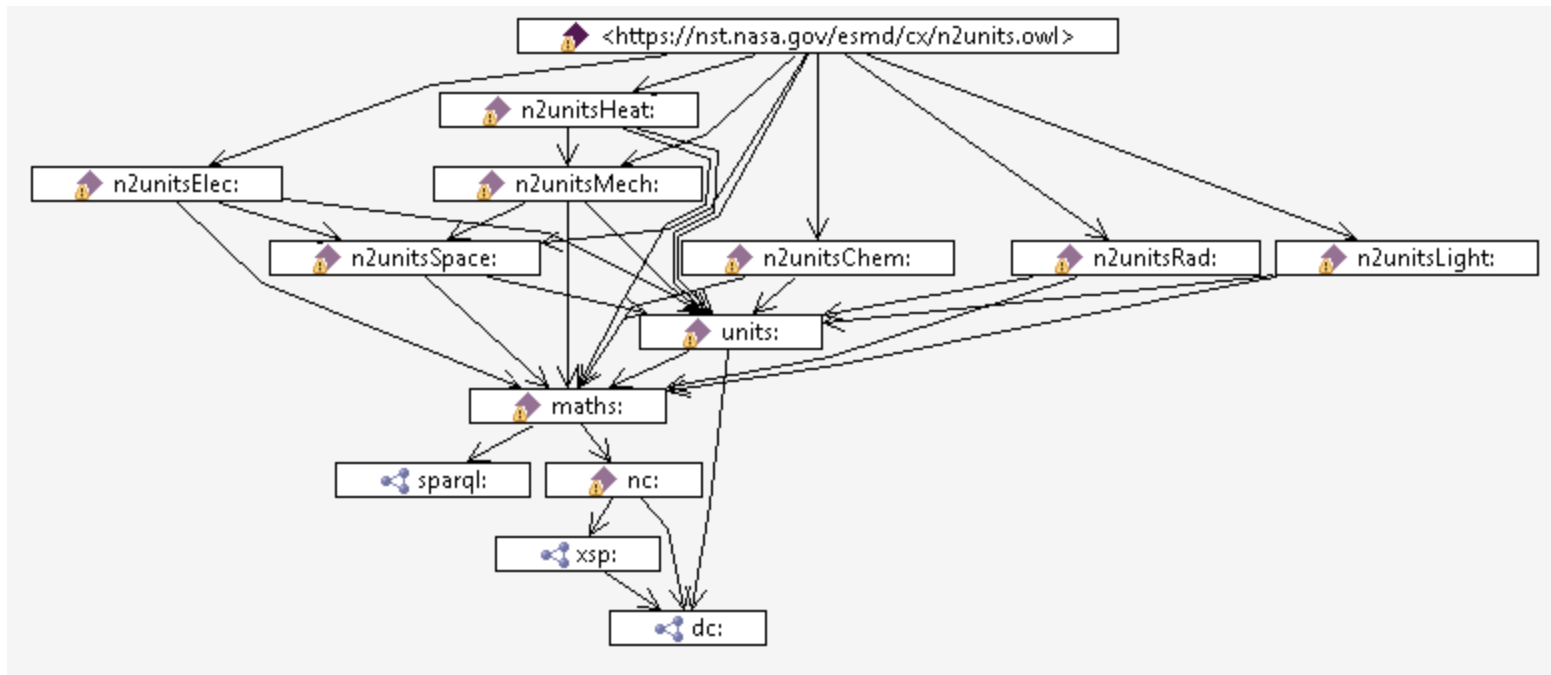 <https://nst.nasa.gov/esmd/cx/n2units.owl>
n2unitsHeat:
n2unitsElec:
n2unitsMech:
n2unitsSpace:
n2unitsChem:
n2unitsRad:
n2unitsLight:
units:
maths:
sparql:
nc:
xsp:
dc: